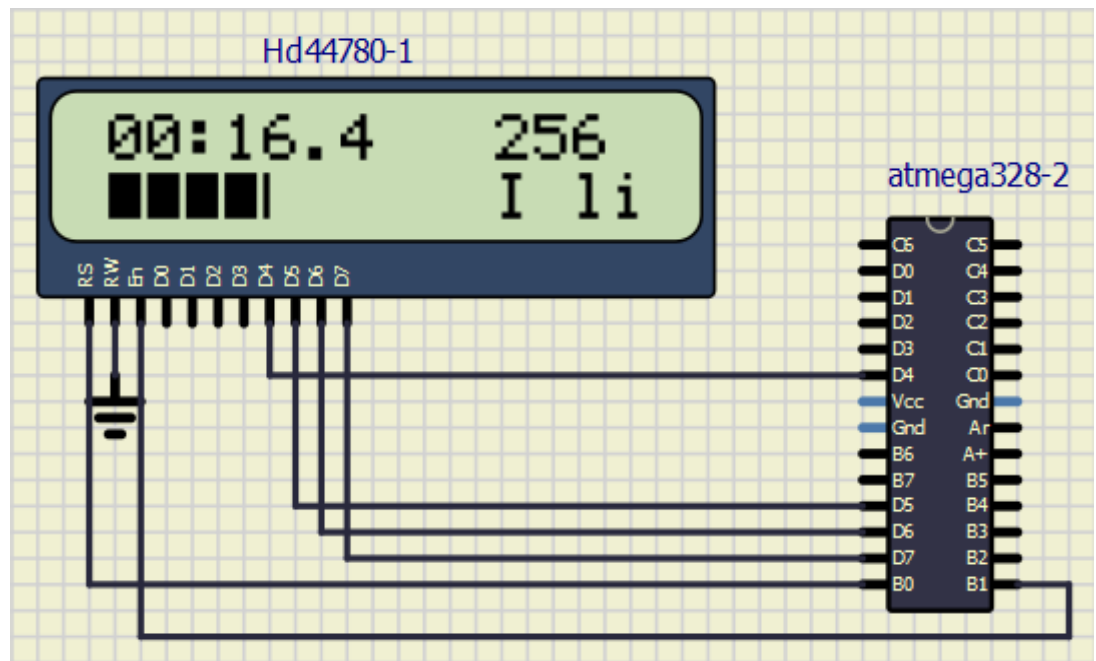 Hd44780-1
00:16.4 256
I li
RS RW En D0 D1 D2 D3 D4 D5 D6 D7
atmega328-2
C6 C5
D0 C4
D1 C3
D2 C2
D3 C1
D4 C0
Vcc Gnd
Gnd Ar
B6 A+
B7 B5
D5 B4
D6 B3
D7 B2
B0 B1